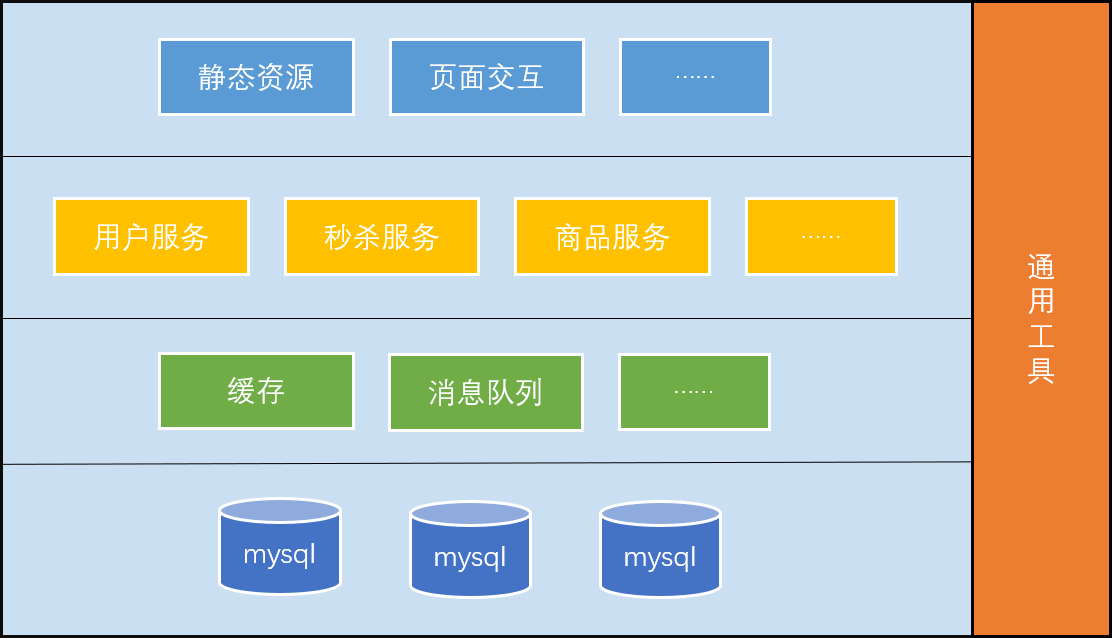 静态资源
页面交互
……
用户服务
秒杀服务
商品服务
……
缓存
消息队列
……
mysql
mysql
mysql
通用工具